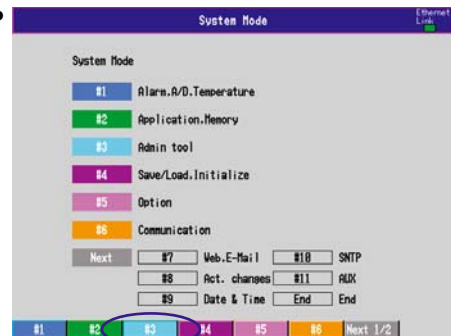 System Mode
Ethernet
Link
System Mode
#1 Alarm.A/D.Temperature
#2 Application.Memory
#3 Admin tool
#4 Save/Load.Initialize
#5 Option
#6 Communication
Next #7 Web.E-Mail #10 SNTP
#8 Act. changes #11 AUX
#9 Date & Time End End
#1 #2 #3 #4 #5 #6 Next 1/2